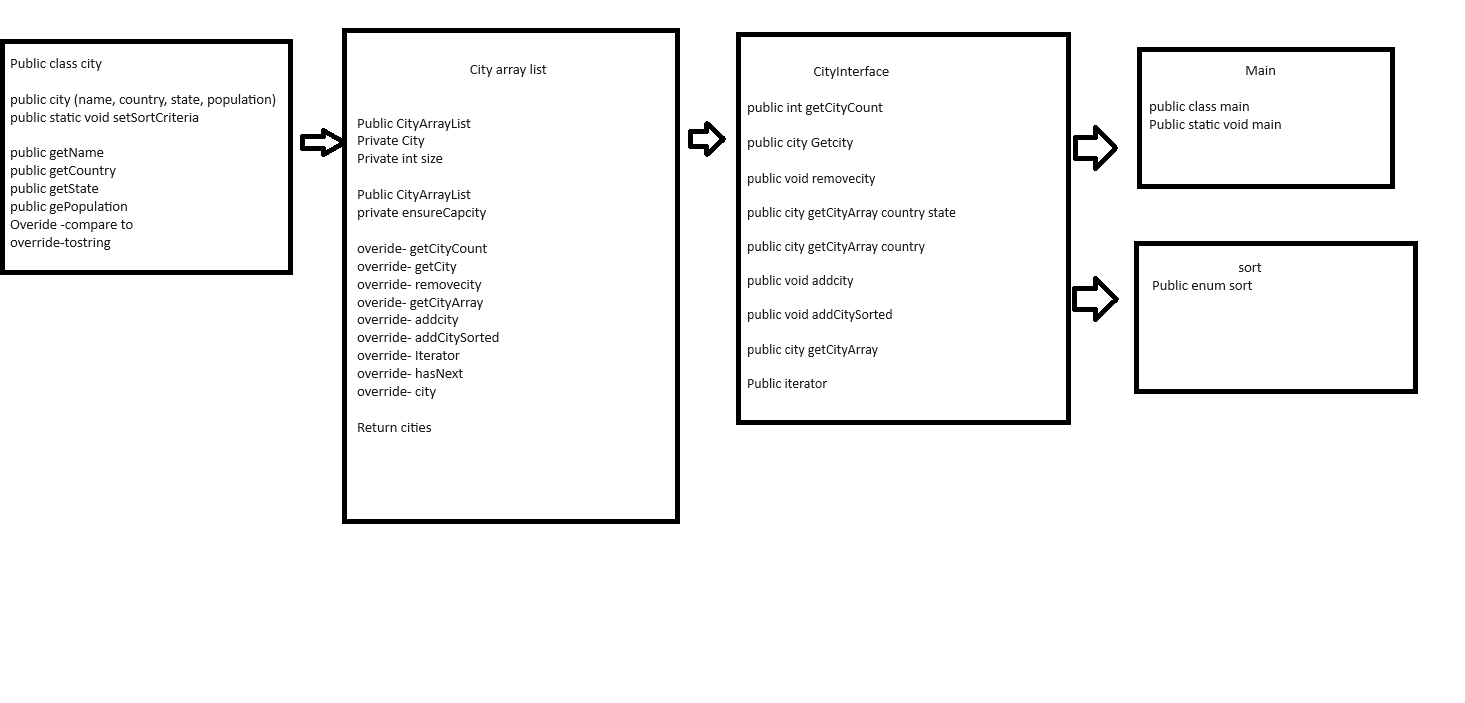 Public class city
public city (name, country, state, population)
public static void setSortCriteria
public getName
public getCountry
public getState
public gePopulation
Overide -compare to
override-tostring
City array list
Public CityArrayList
Private City
Private int size
Public CityArrayList
private ensureCapcity
overide- getCityCount
override- getCity
override- removecity
overide- getCityArray
override- addcity
override- addCitySorted
override- Iterator
override- hasNext
override- city
Return cities
CityInterface
public int getCityCount
public city Getcity
public void removecity
public city getCityArray country state
public city getCityArray country
public void addcity
public void addCitySorted
public city getCityArray
Public iterator
Main
public class main
Public static void main
sort
Public enum sort